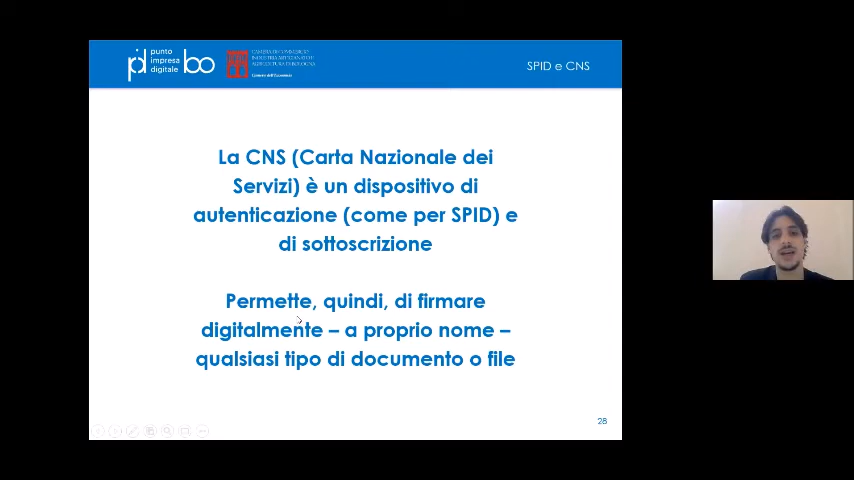 pid
punto
impresa
digitale
bo
CAMERA DI COMMERCIO
INDUSTRIA ARTIGIANATO E
AGRICOLTURA DI BOLOGNA
SPID e CNS
La CNS (Carta Nazionale dei
Servizi) è un dispositivo di
autenticazione (come per SPID) e
di sottoscrizione
Permette, quindi, di firmare
digitalmente – a proprio nome –
qualsiasi tipo di documento o file
28